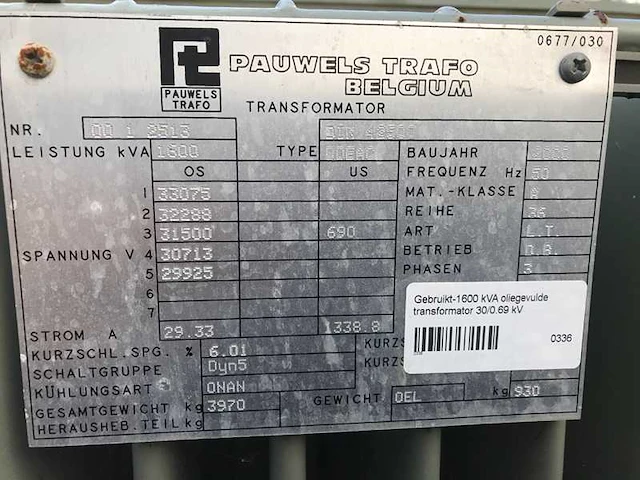 0677/030
PAUWELS TRAFO
BELGIUM
PAUWELS
TRAFO
TRANSFORMATOR
NR. 00 1 2513
LEISTUNG kVA 1600 TYPE BAUJAHR
OS US FREQUENZ Hz 50
1 33075 MAT.-KLASSE
2 32288 REIHE 36
3 31500 690 ART L.T.
SPANNUNG V 4 30713 BETRIEB D.B.
5 29925 PHASEN 3
6
7
STROM A 29.33 1338.8
Gebruikt-1600 kVA oliegevulde
transformator 30/0.69 kV
0336
KURZSCHL.SPG. % 6.01
SCHALTGRUPPE Dyn5
KÜHLUNGSART ONAN
GESAMTGEWICHT kg 3970 GEWICHT OEL kg 930
HERAUSHEB.TEIL kg